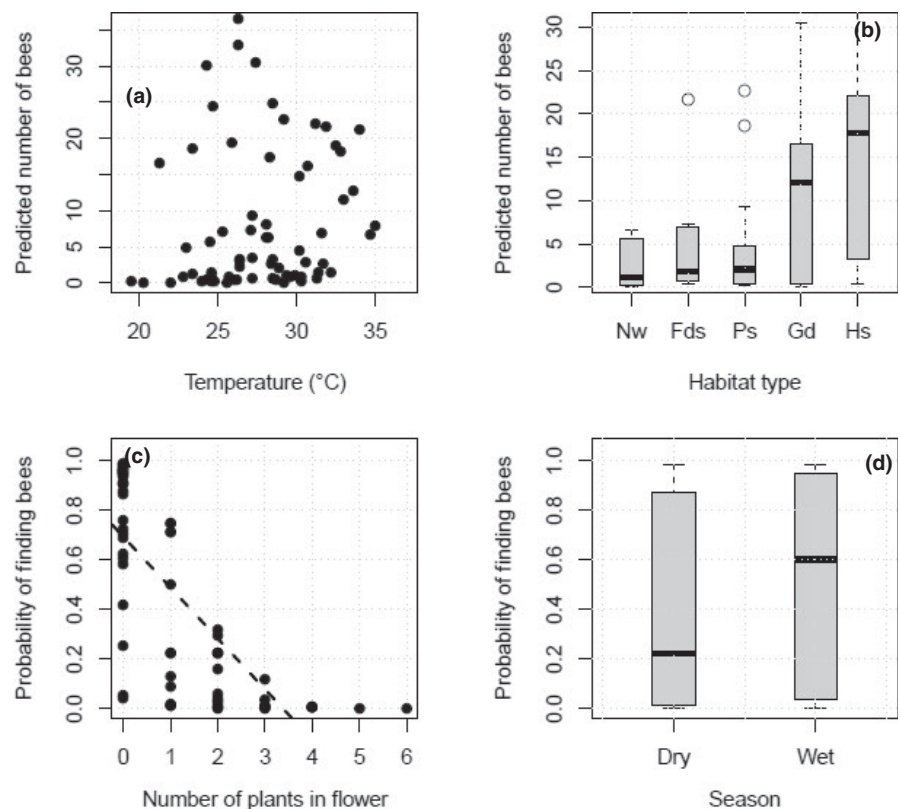 Predicted number of bees
0 5 10 20 30
(a)
20 25 30 35
Temperature (°C)
Predicted number of bees
0 5 10 15 20 25 30
(b)
Nw Fds Ps Gd Hs
Habitat type
Probability of finding bees
0.0 0.2 0.4 0.6 0.8 1.0
(c)
0 1 2 3 4 5 6
Number of plants in flower
Probability of finding bees
0.0 0.2 0.4 0.6 0.8 1.0
(d)
Dry Wet
Season